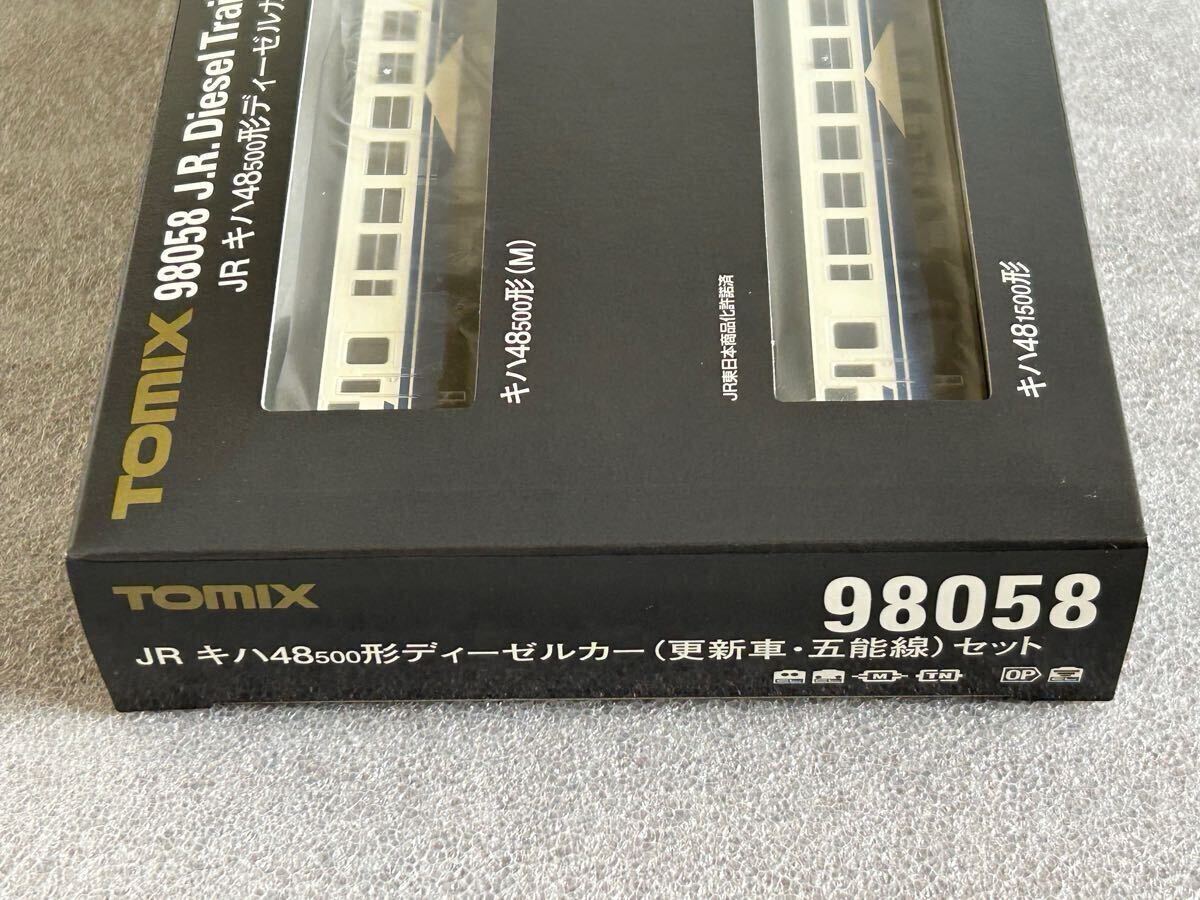 TOMIX 98058 J.R. Diesel Trai
JR キハ48500形ディーゼルカ
キハ48500形(M)
JR東日本商品化許諾済
キハ481500形
TOMIX
98058
JR キハ48500形ディーゼルカー(更新車・五能線)セット
M TN OP